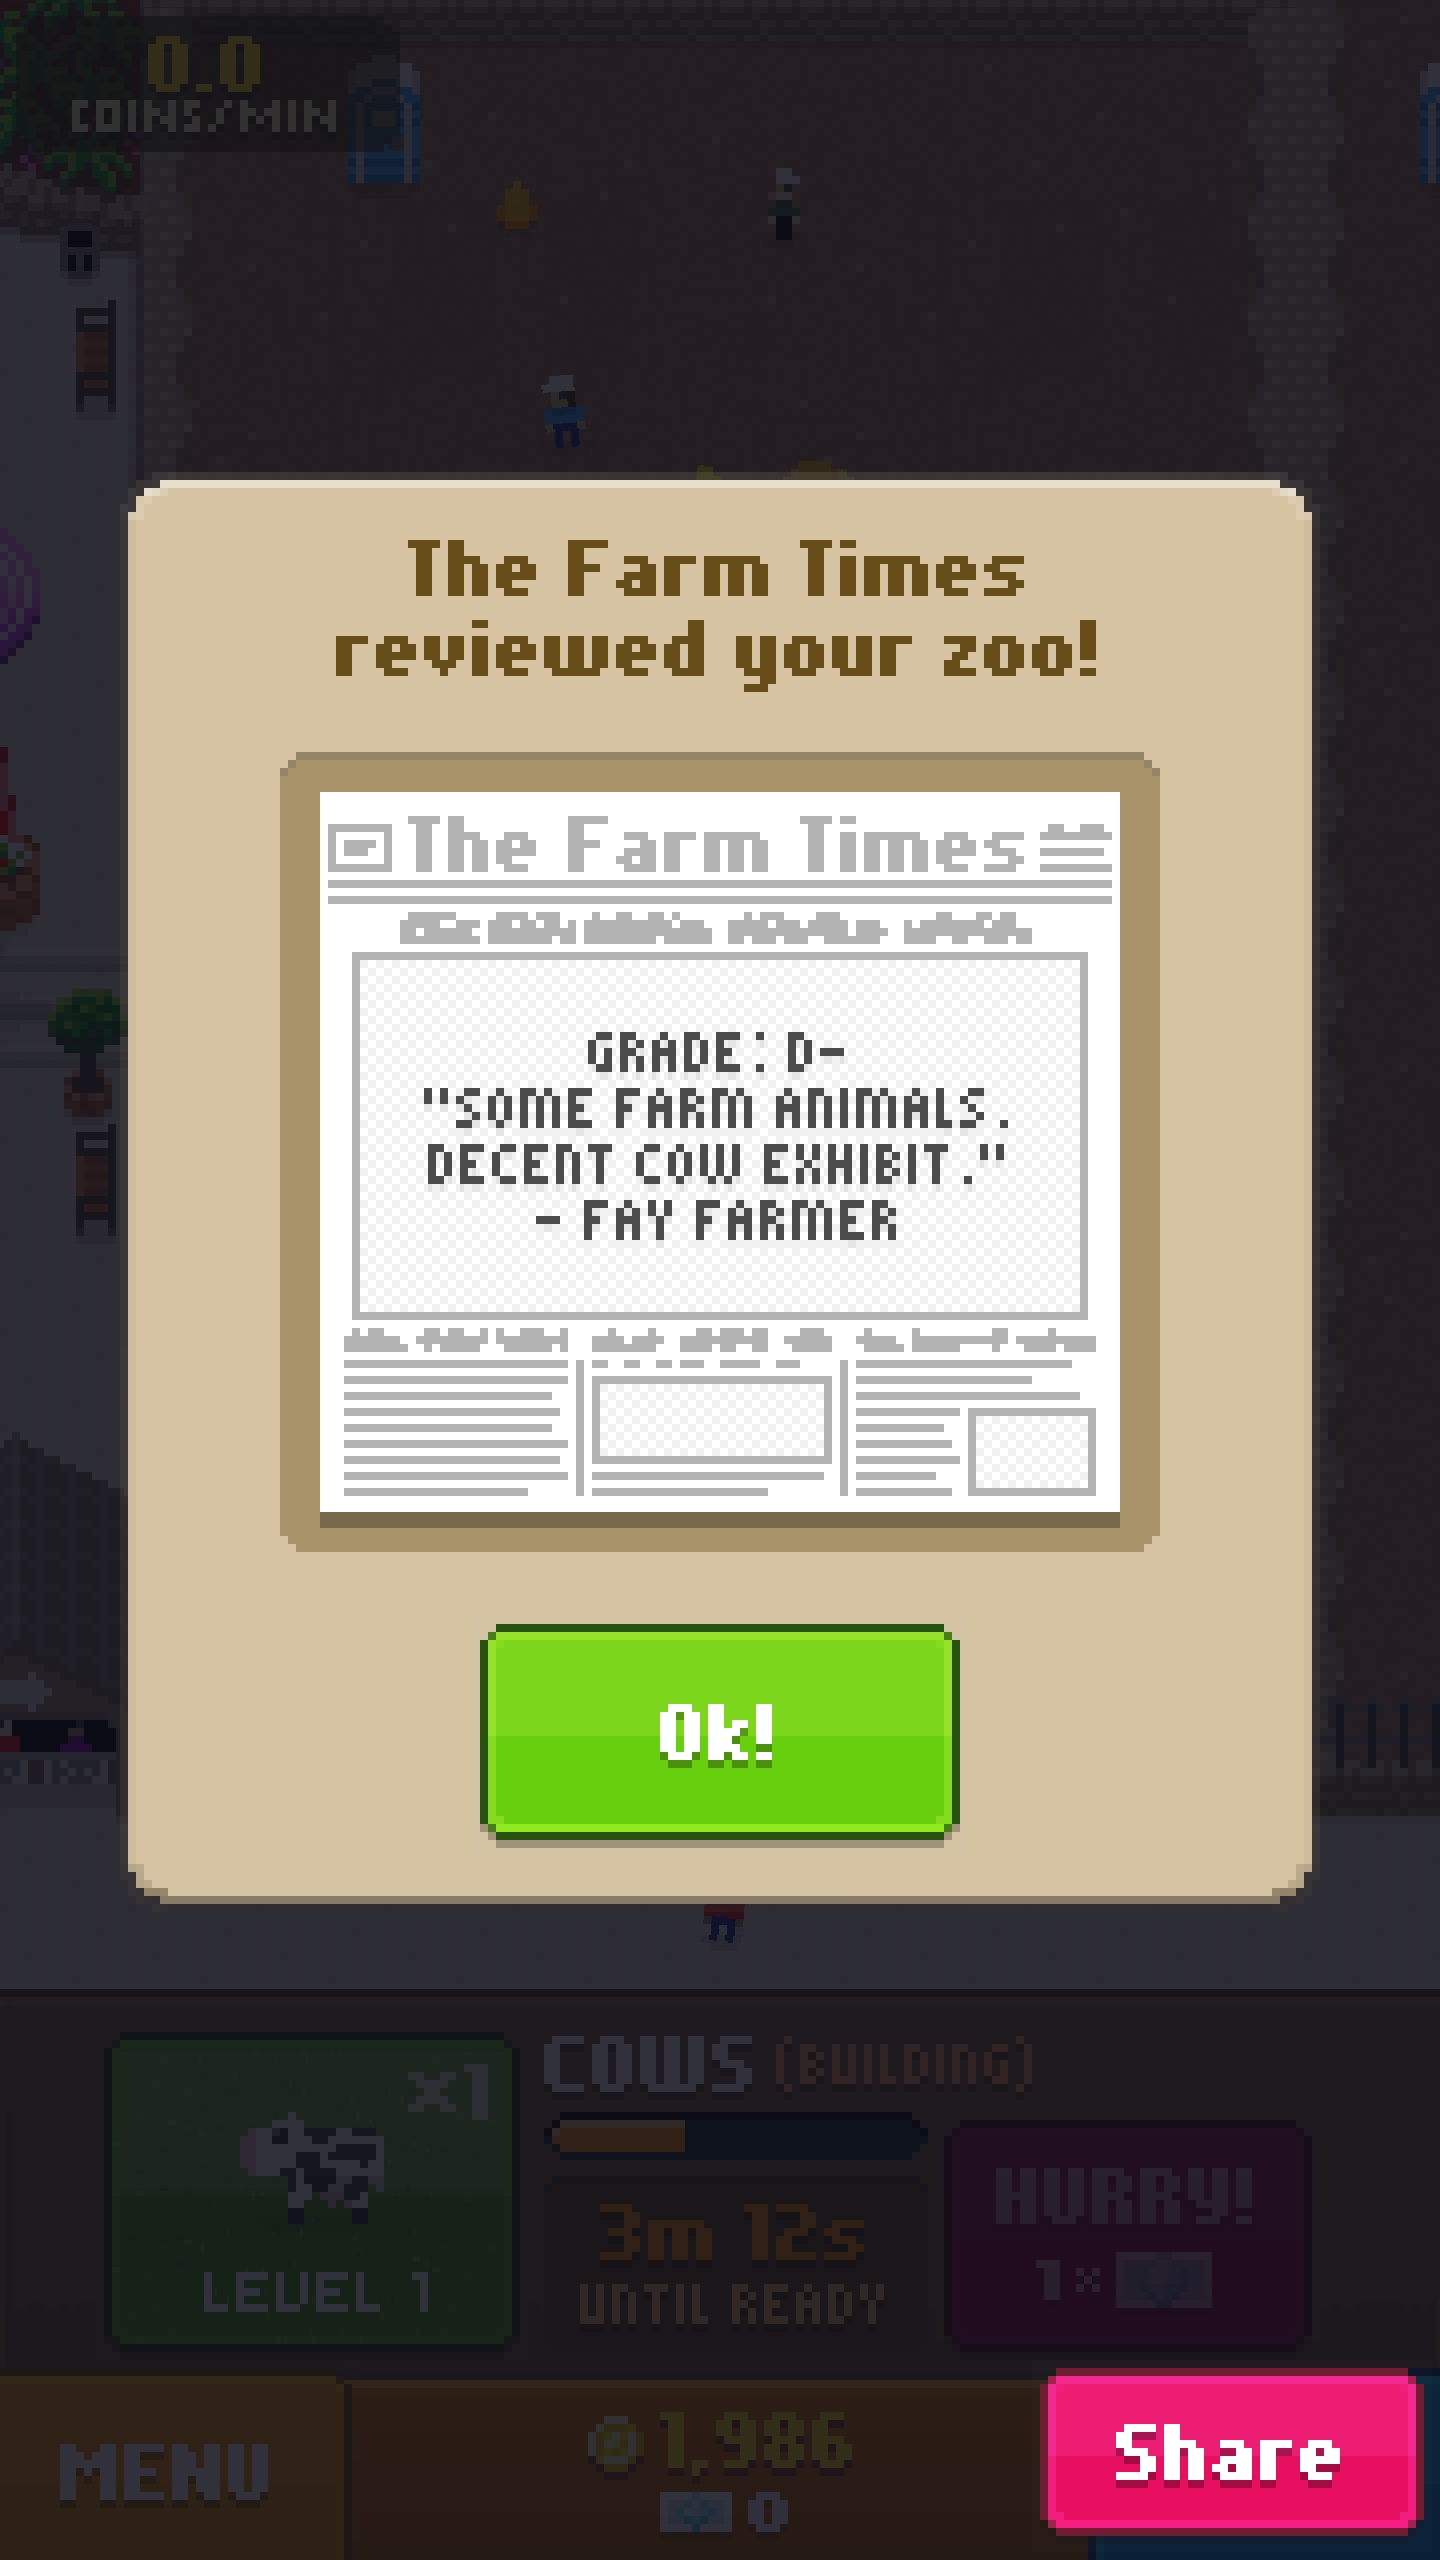 0.0
COINS/MIN
The Farm Times
reviewed your zoo!
The Farm Times
GRADE: D-
"SOME FARM ANIMALS.
DECENT COW EXHIBIT."
- FAY FARMER
Ok!
x1
LEVEL 1
COWS (BUILDING)
3m 12s
UNTIL READY
HURRY!
1x
MENU
1,986
0
Share